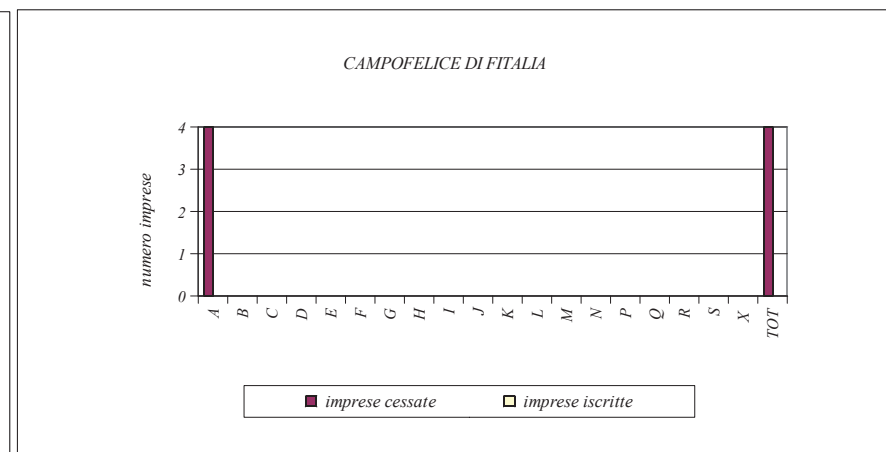 CAMPOFELICE DI FITALIA
numero imprese
4
3
2
1
0
A B C D E F G H I J K L M N P Q R S X TOT
imprese cessate imprese iscritte